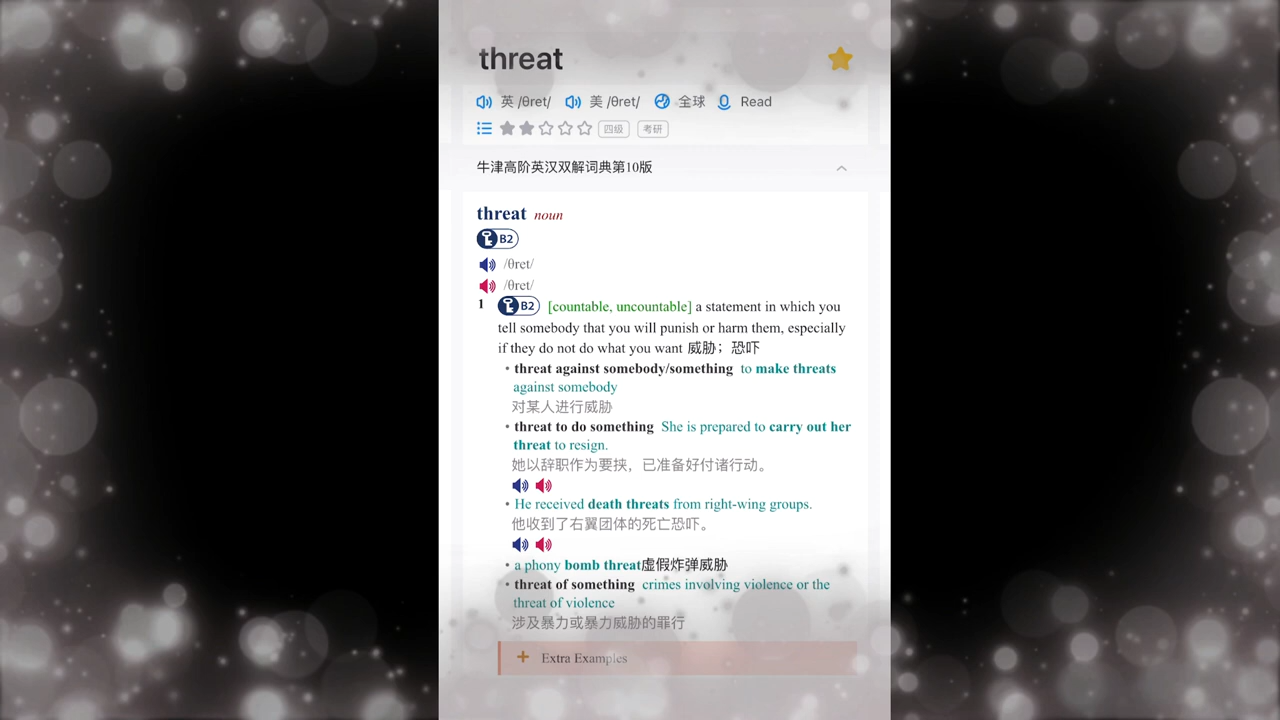 threat
英 /θret/ 美 /θret/ 全球 Read
四级 考研
牛津高阶英汉双解词典第10版
threat noun
B2
/θret/
/θret/
1 B2 [countable, uncountable] a statement in which you
tell somebody that you will punish or harm them, especially
if they do not do what you want 威胁；恐吓
• threat against somebody/something to make threats
against somebody
对某人进行威胁
• threat to do something She is prepared to carry out her
threat to resign.
她以辞职作为要挟，已准备好付诸行动。
• He received death threats from right-wing groups.
他收到了右翼团体的死亡恐吓。
• a phony bomb threat虚假炸弹威胁
• threat of something crimes involving violence or the
threat of violence
涉及暴力或暴力威胁的罪行
+ Extra Examples